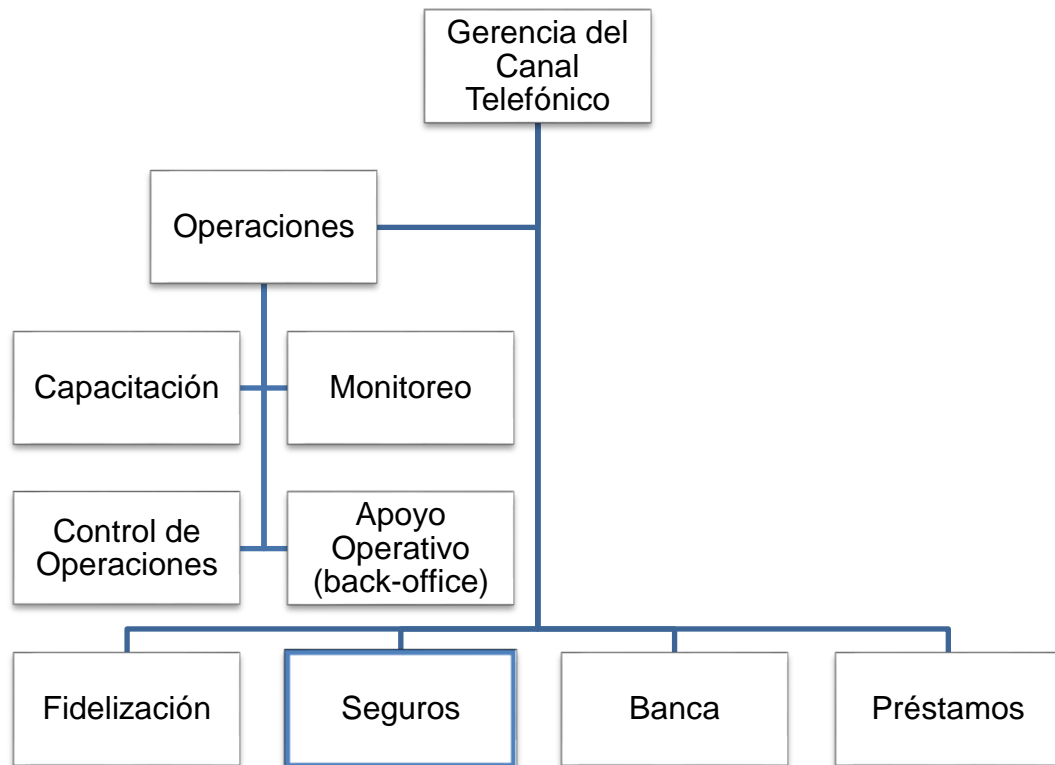 Gerencia del
Canal
Telefónico
Operaciones
Capacitación
Monitoreo
Control de
Operaciones
Apoyo
Operativo
(back-office)
Fidelización
Seguros
Banca
Préstamos